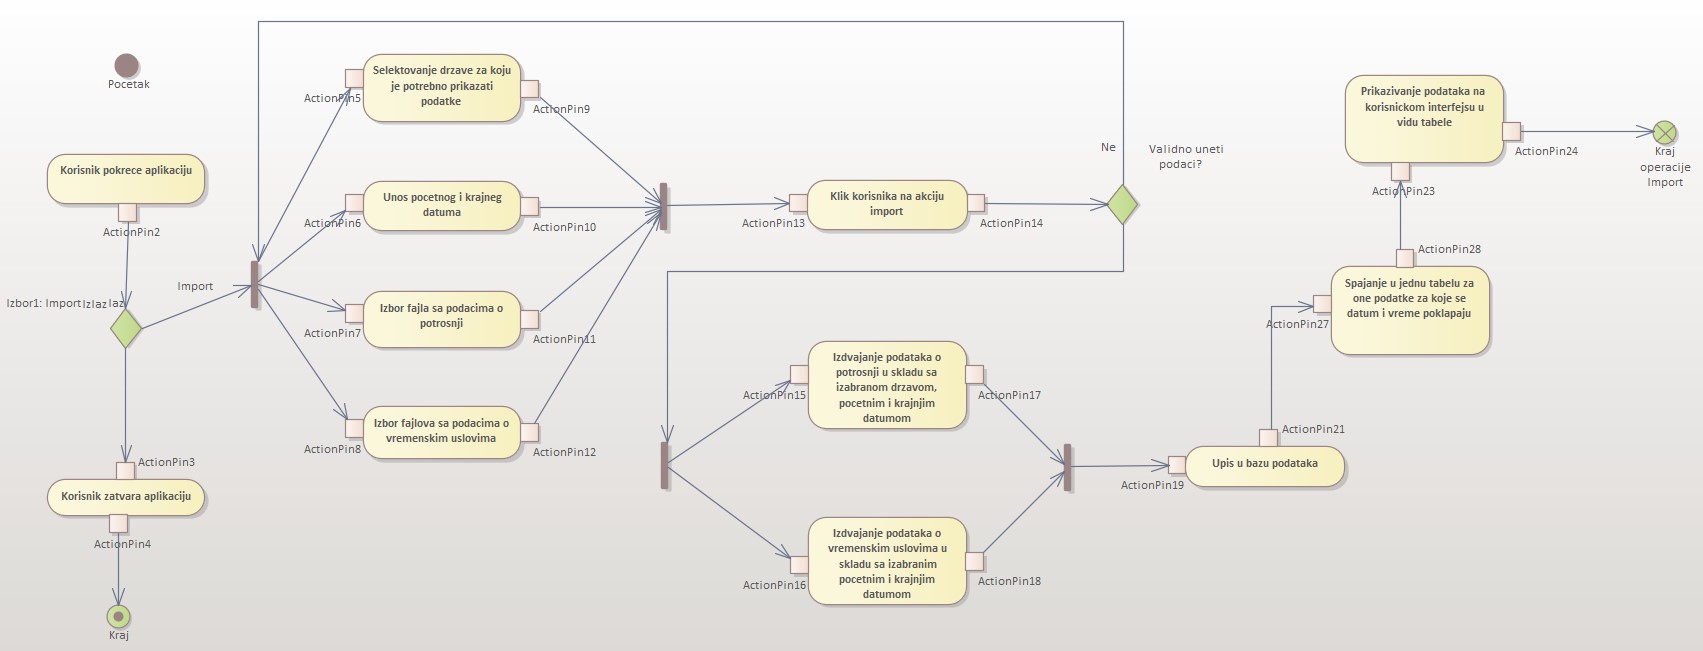 Pocetak
Korisnik pokrece aplikaciju
ActionPin2
Izbor1: Import
Izlaz
Import
ActionPin3
Korisnik zatvara aplikaciju
ActionPin4
Kraj
ActionPin5
Selektovanje drzave za koju
je potrebno prikazati
podatke
ActionPin9
ActionPin6
Unos pocetnog i krajneg
datuma
ActionPin10
ActionPin7
Izbor fajla sa podacima o
potrosnji
ActionPin11
ActionPin8
Izbor fajlova sa podacima o
vremenskim uslovima
ActionPin12
ActionPin13
Klik korisnika na akciju
import
ActionPin14
Ne
Validno uneti
podaci?
ActionPin15
Izdvajanje podataka o
potrosnji u skladu sa
izabranom drzavom,
pocetnim i krajnjim
datumom
ActionPin17
ActionPin16
Izdvajanje podataka o
vremenskim uslovima u
skladu sa izabranim
pocetnim i krajnjim
datumom
ActionPin18
ActionPin19
Upis u bazu podataka
ActionPin21
ActionPin27
Spajanje u jednu tabelu za
one podatke za koje se
datum i vreme poklapaju
ActionPin28
ActionPin23
Prikazivanje podataka na
korisnickom interfejsu u
vidu tabele
ActionPin24
Kraj
operacije
Import